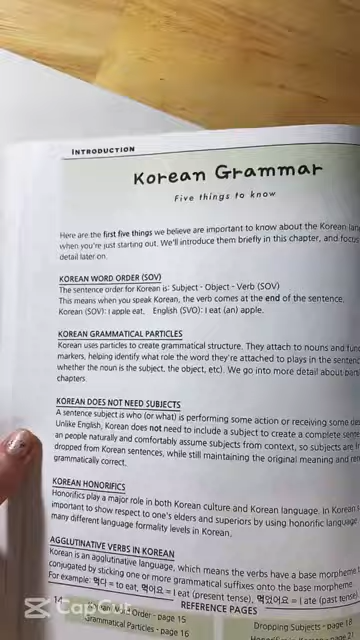 INTRODUCTION
Korean Grammar
Five things to know
Here are the first five things we believe are important to know about the Korean
when you're just starting out. We'll introduce them briefly in this chapter, and focus
detail later on.
KOREAN WORD ORDER (SOV)
The sentence order for Korean is: Subject - Object - Verb (SOV)
This means when you speak Korean, the verb comes at the end of the sentence.
Korean (SOV): I apple eat. English (SVO): I eat (an) apple.
KOREAN GRAMMATICAL PARTICLES
Korean uses particles to create grammatical structure. They attach to nouns and
markers, helping identify what role the word they're attached to plays in the
whether the noun is the subject, the object, etc). We go into more detail about
chapters.
KOREAN DOES NOT NEED SUBJECTS
A sentence subject is who (or what) is performing some action or receiving some
Unlike English, Korean does not need to include a subject to create a complete
an people naturally and comfortably assume subjects from context, so subjects are
dropped from Korean sentences, while still maintaining the original meaning and
grammatically correct.
KOREAN HONORIFICS
Honorifics play a major role in both Korean culture and Korean language. In Korean
important to show respect to one's elders and superiors by using honorific language
many different language formality levels in Korean.
AGGLUTINATIVE VERBS IN KOREAN
Korean is an agglutinative language, which means the verbs have a base morpheme
conjugated by sticking one or more grammatical suffixes onto the base morpheme.
For example: 먹다 = to eat, 먹어요 = I eat (present tense), 먹었어요 = I ate (past tense)
14
REFERENCE PAGES
Order - page 15
Dropping Subjects - page 18
Grammatical Particles - page 16
CapCut